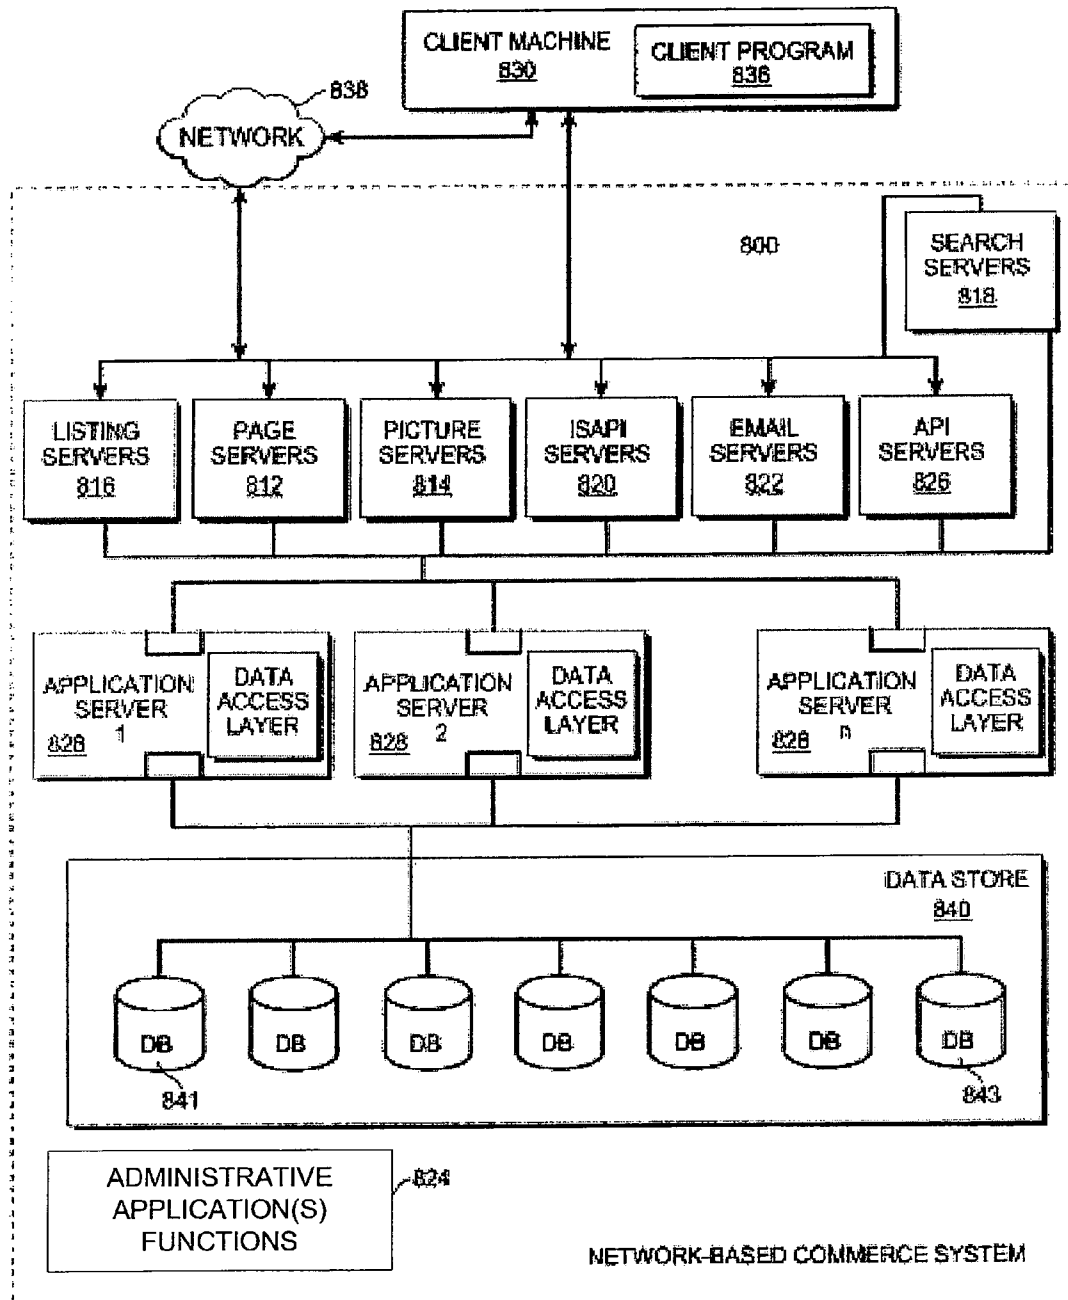 CLIENT MACHINE
830
CLIENT PROGRAM
836
838
NETWORK
800
SEARCH
SERVERS
818
LISTING
SERVERS
816
PAGE
SERVERS
812
PICTURE
SERVERS
814
ISAPI
SERVERS
820
EMAIL
SERVERS
822
API
SERVERS
826
APPLICATION
SERVER
1
828
DATA
ACCESS
LAYER
APPLICATION
SERVER
2
828
DATA
ACCESS
LAYER
APPLICATION
SERVER
n
828
DATA
ACCESS
LAYER
DATA STORE
840
DB
DB
DB
DB
DB
DB
DB
841
843
ADMINISTRATIVE
APPLICATION(S)
FUNCTIONS
824
NETWORK-BASED COMMERCE SYSTEM